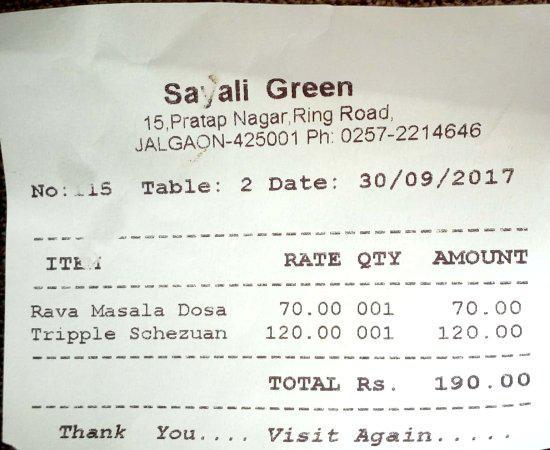 Sayali Green
15,Pratap Nagar,Ring Road,
JALGAON-425001 Ph: 0257-2214646
No: Table: 2 Date: 30/09/2017
ITEM RATE QTY AMOUNT
Rava Masala Dosa 70.00 001 70.00
Tripple Schezuan 120.00 001 120.00
TOTAL Rs. 190.00
Thank You.... Visit Again.....